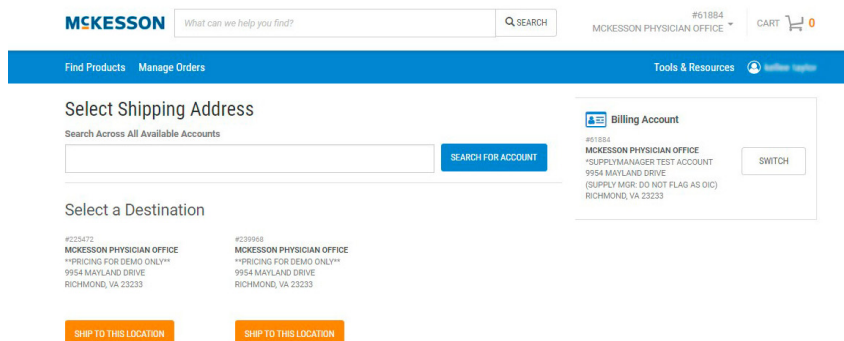 MCKESSON
What can we help you find?
SEARCH
#61884
MCKESSON PHYSICIAN OFFICE
CART
0
Find Products
Manage Orders
Tools & Resources
Select Shipping Address
Search Across All Available Accounts
SEARCH FOR ACCOUNT
Billing Account
#61884
MCKESSON PHYSICIAN OFFICE
*SUPPLYMANAGER TEST ACCOUNT
9954 MAYLAND DRIVE
(SUPPLY MGR: DO NOT FLAG AS OIC)
RICHMOND, VA 23233
SWITCH
Select a Destination
#225472
MCKESSON PHYSICIAN OFFICE
**PRICING FOR DEMO ONLY**
9954 MAYLAND DRIVE
RICHMOND, VA 23233
SHIP TO THIS LOCATION
#239968
MCKESSON PHYSICIAN OFFICE
**PRICING FOR DEMO ONLY**
9954 MAYLAND DRIVE
RICHMOND, VA 23233
SHIP TO THIS LOCATION